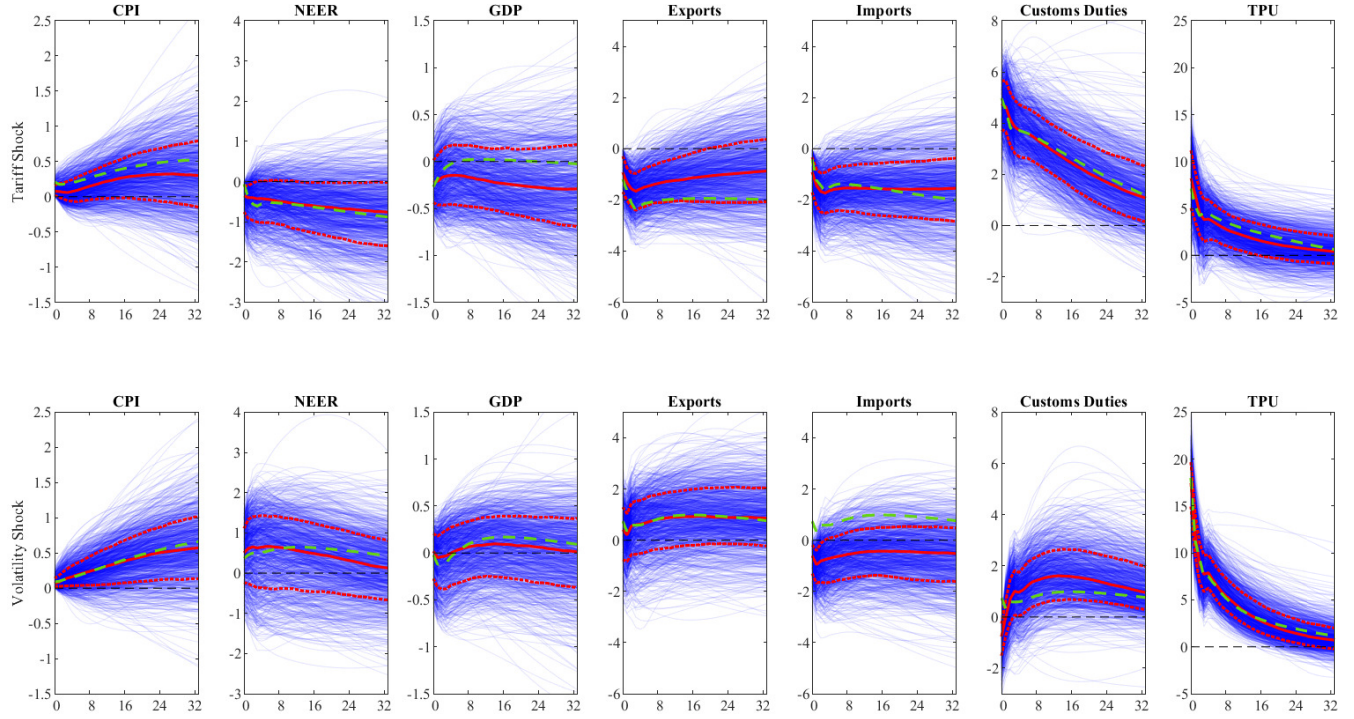 CPI NEER GDP Exports Imports Customs Duties TPU
Tariff Shock
2.5 2 1.5 1 0.5 0 -0.5 -1 -1.5
4 3 2 1 0 -1 -2 -3
1.5 1 0.5 0 -0.5 -1 -1.5
4 2 0 -2 -4 -6
4 2 0 -2 -4 -6
8 6 4 2 0 -2
25 20 15 10 5 0 -5
0 8 16 24 32 0 8 16 24 32 0 8 16 24 32 0 8 16 24 32 0 8 16 24 32 0 8 16 24 32 0 8 16 24 32
CPI NEER GDP Exports Imports Customs Duties TPU
Volatility Shock
2.5 2 1.5 1 0.5 0 -0.5 -1 -1.5
4 3 2 1 0 -1 -2 -3
1.5 1 0.5 0 -0.5 -1 -1.5
4 2 0 -2 -4 -6
4 2 0 -2 -4 -6
8 6 4 2 0 -2
25 20 15 10 5 0 -5
0 8 16 24 32 0 8 16 24 32 0 8 16 24 32 0 8 16 24 32 0 8 16 24 32 0 8 16 24 32 0 8 16 24 32